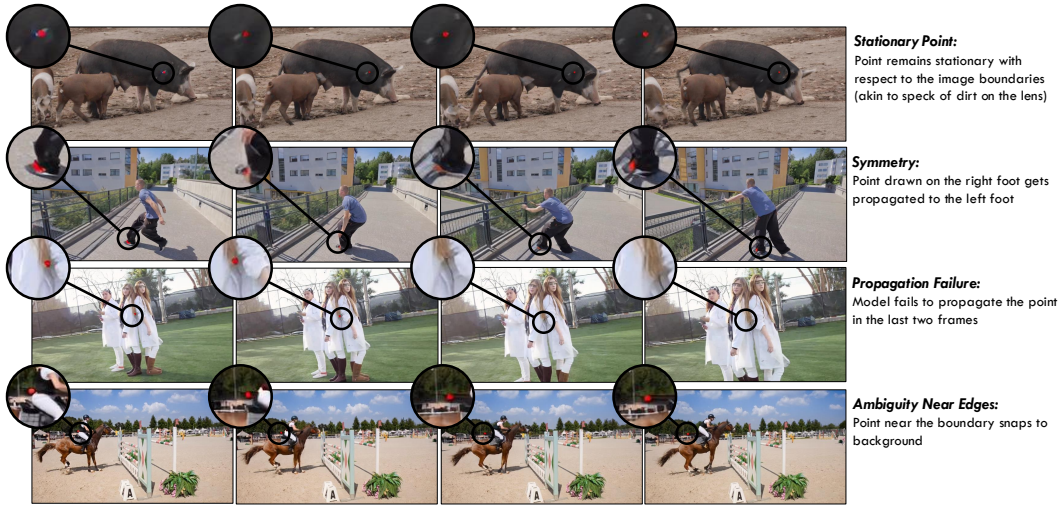 Stationary Point:
Point remains stationary with
respect to the image boundaries
(akin to speck of dirt on the lens)
Symmetry:
Point drawn on the right foot gets
propagated to the left foot
Propagation Failure:
Model fails to propagate the point
in the last two frames
Ambiguity Near Edges:
Point near the boundary snaps to
background
A
A
A
A